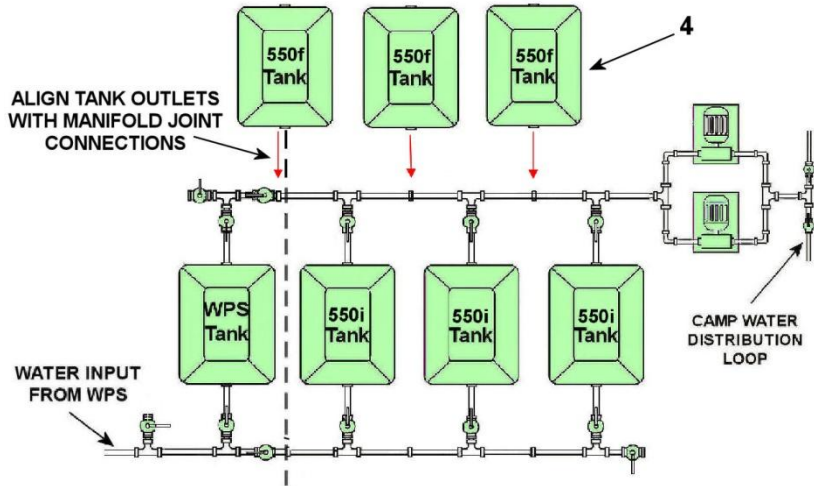 550f
Tank
550f
Tank
550f
Tank
4
ALIGN TANK OUTLETS
WITH MANIFOLD JOINT
CONNECTIONS
WPS
Tank
550i
Tank
550i
Tank
550i
Tank
CAMP WATER
DISTRIBUTION
LOOP
WATER INPUT
FROM WPS